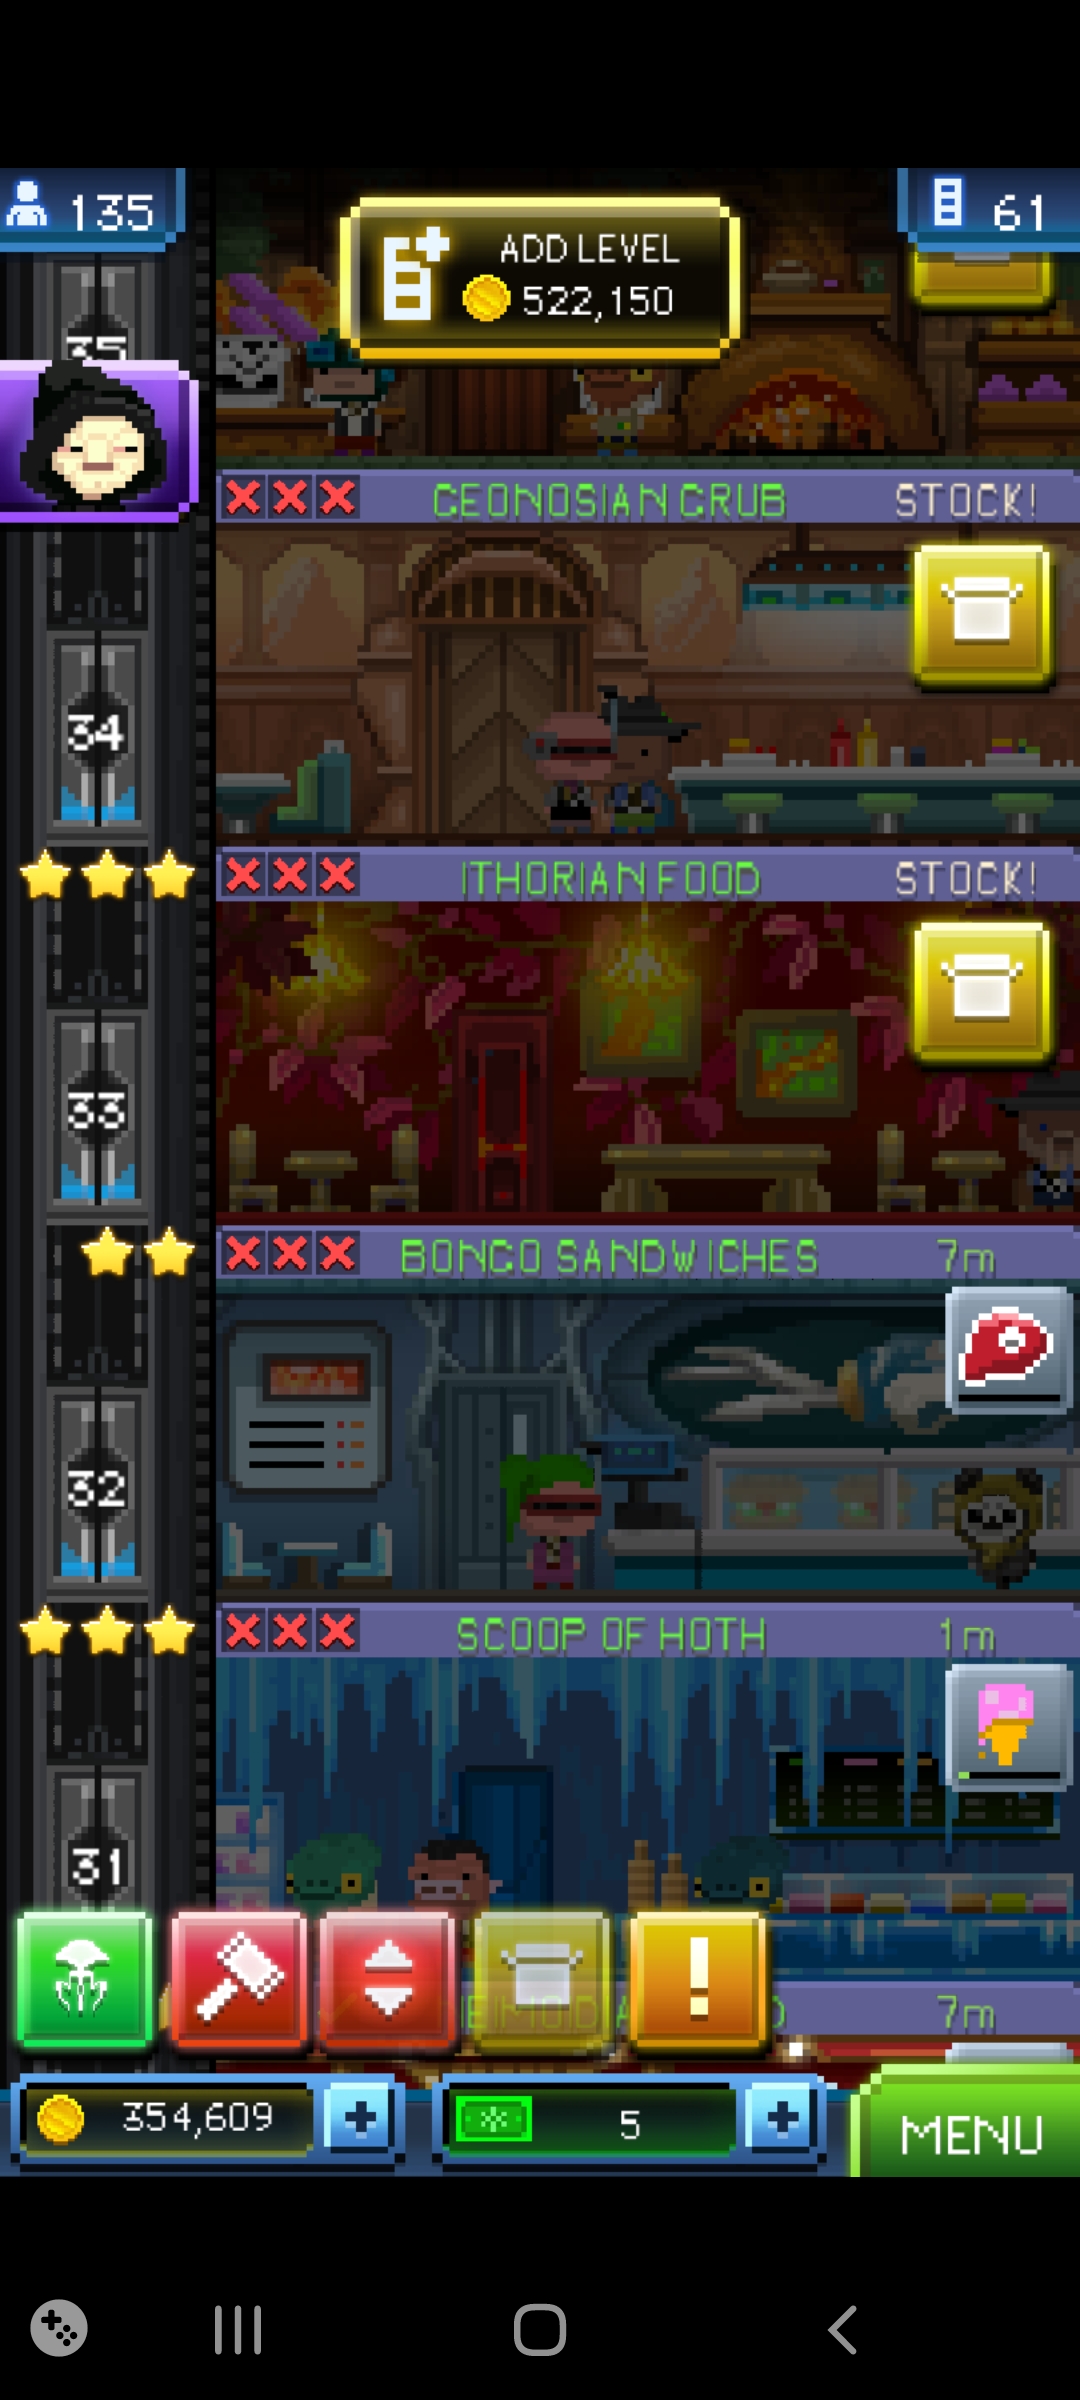 135
ADD LEVEL
522,150
61
35
GEONOSIAN GRUB STOCK!
34
ITHORIAN FOOD STOCK!
33
BONGO SANDWICHES 7m
32
SCOOP OF HOTH 1m
31
7m
354,609
5
MENU